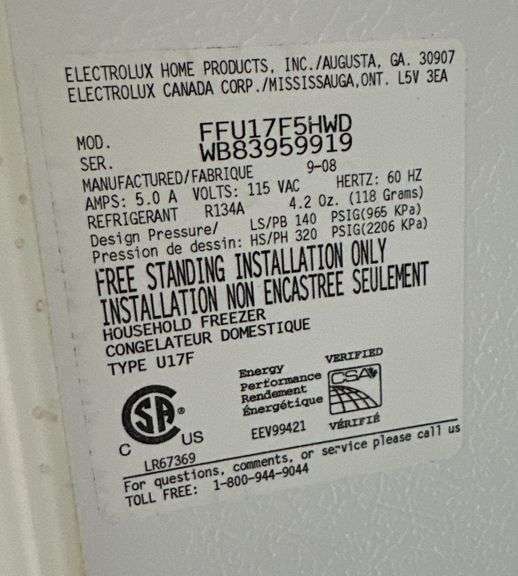 ELECTROLUX HOME PRODUCTS, INC./AUGUSTA, GA. 30907
ELECTROLUX CANADA CORP./MISSISSAUGA,ONT. L5V 3EA
MOD. FFU17F5HWD
SER. WB83959919
MANUFACTURED/FABRIQUE 9-08
AMPS: 5.0 A VOLTS: 115 VAC HERTZ: 60 HZ
REFRIGERANT R134A 4.2 Oz. (118 Grams)
Design Pressure/ LS/PB 140 PSIG(965 KPa)
Pression de dessin: HS/PH 320 PSIG(2206 KPa)
FREE STANDING INSTALLATION ONLY
INSTALLATION NON ENCASTREE SEULEMENT
HOUSEHOLD FREEZER
CONGELATEUR DOMESTIQUE
TYPE U17F
Energy
Performance
Rendement
Énergétique
EEV99421
VERIFIED
CSA
VÉRIFIÉ
SA®
C US
LR67369
For questions, comments, or service please call us
TOLL FREE: 1-800-944-9044